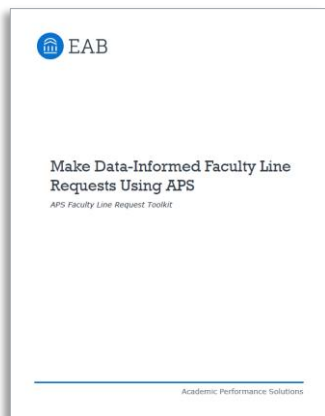 EAB
Make Data-Informed Faculty Line
Requests Using APS
APS Faculty Line Request Toolkit
Academic Performance Solutions